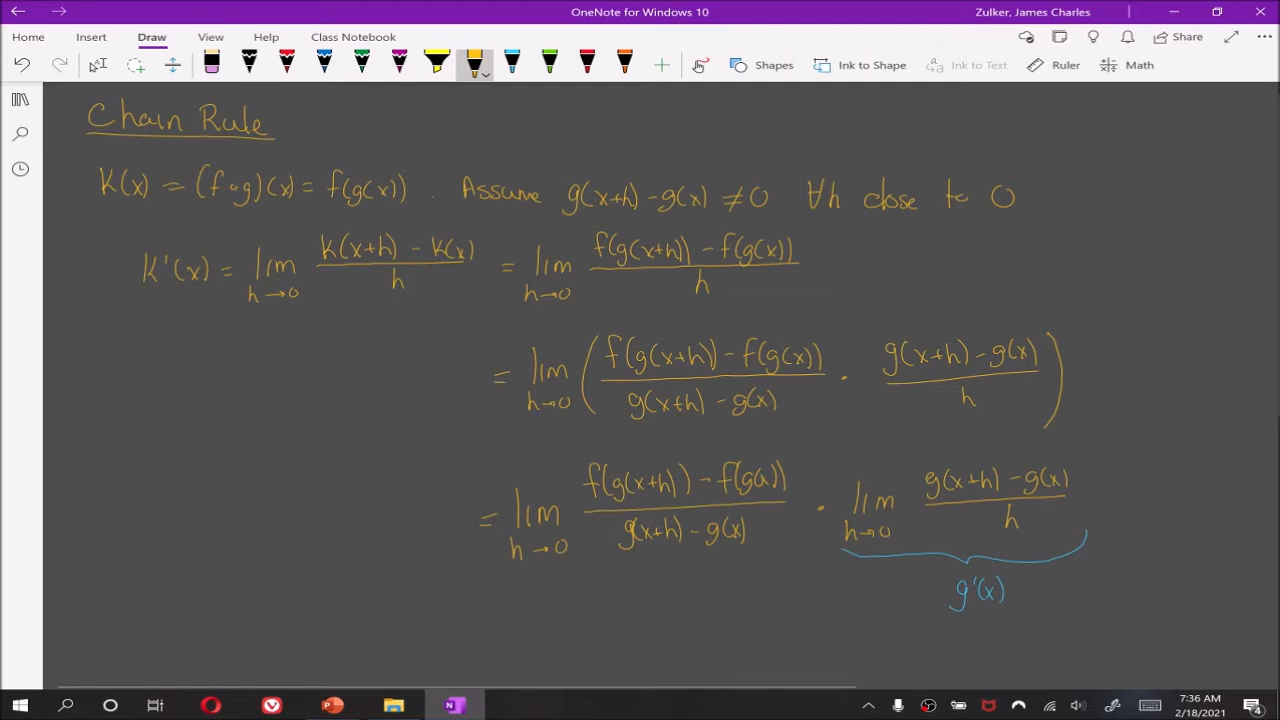 OneNote for Windows 10
Zulker, James Charles
Home Insert Draw View Help Class Notebook Share
Shapes Ink to Shape Ink to Text Ruler Math
Chain Rule
K(x) = (f∘g)(x) = f(g(x)) . Assume g(x+h) - g(x) ≠ 0 ∀h close to 0
K'(x) = lim h→0 (K(x+h) - K(x))/h = lim h→0 (f(g(x+h)) - f(g(x)))/h
= lim h→0 ( (f(g(x+h)) - f(g(x)))/(g(x+h) - g(x)) · (g(x+h) - g(x))/h )
= lim h→0 (f(g(x+h)) - f(g(x)))/(g(x+h) - g(x)) · lim h→0 (g(x+h) - g(x))/h
g'(x)
7:36 AM
2/18/2021
4